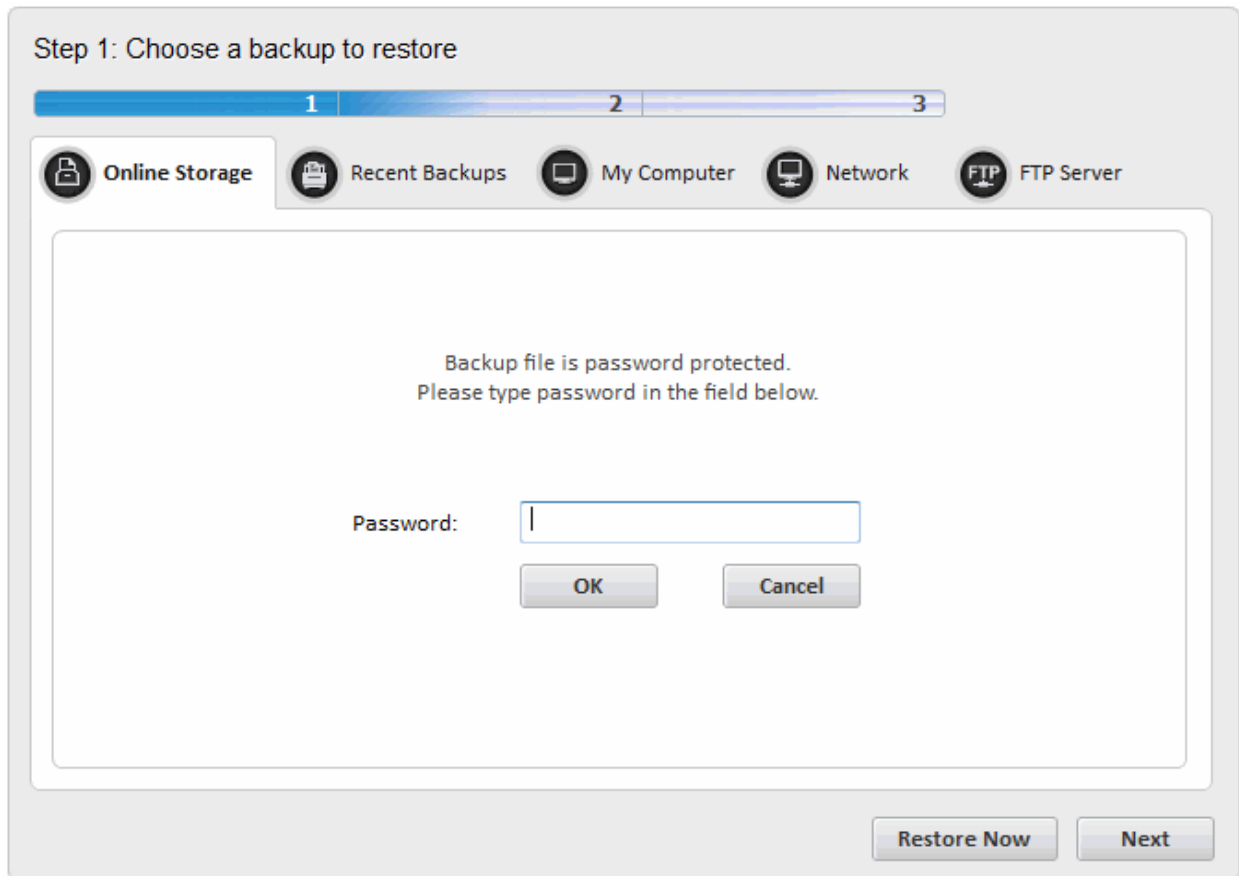 Step 1: Choose a backup to restore
1 2 3
Online Storage Recent Backups My Computer Network FTP FTP Server
Backup file is password protected.
Please type password in the field below.
Password:
OK Cancel
Restore Now Next